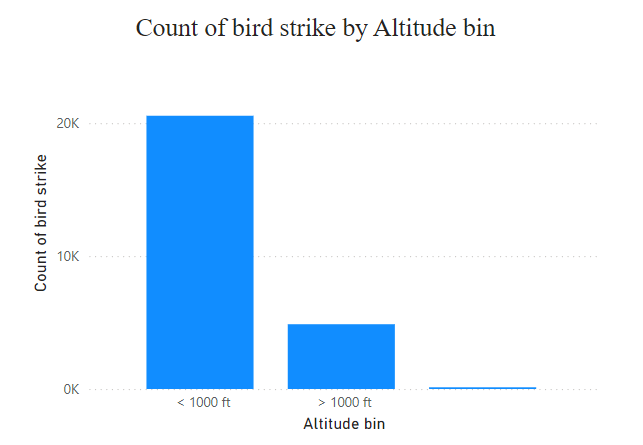 Count of bird strike by Altitude bin
Count of bird strike
20K
10K
0K
< 1000 ft
> 1000 ft
Altitude bin